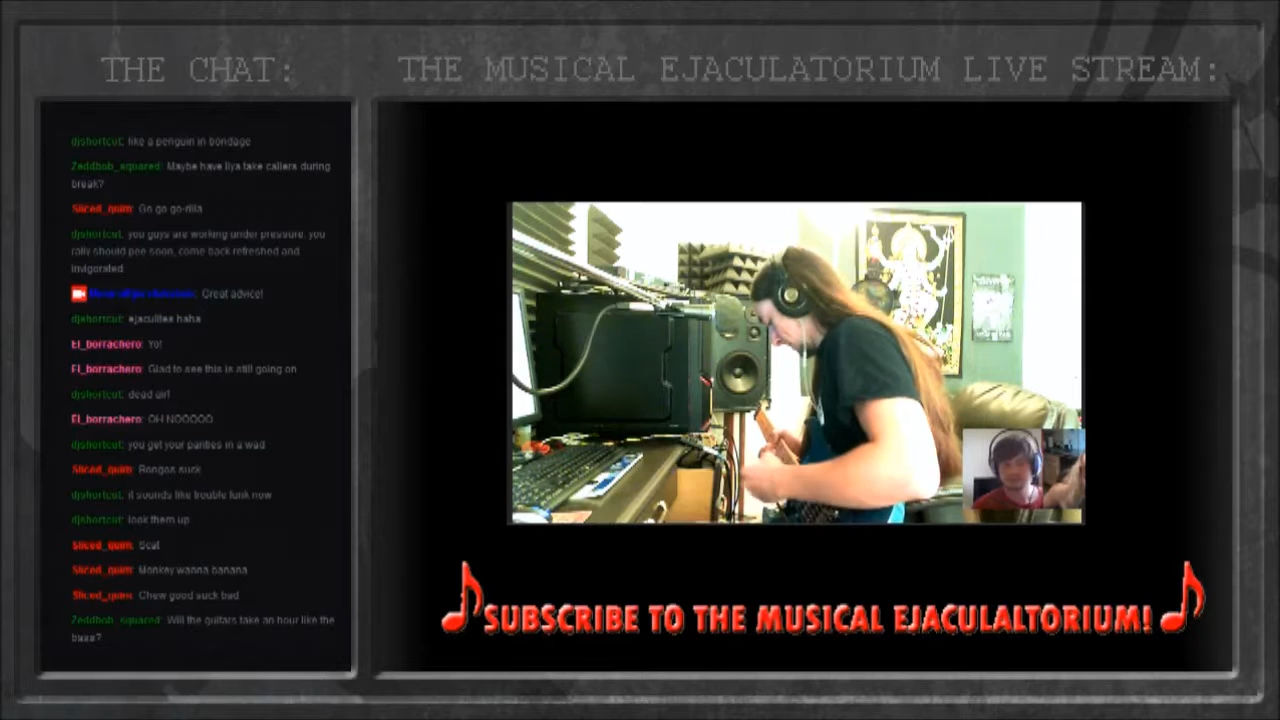 THE CHAT:
THE MUSICAL EJACULATORIUM LIVE STREAM:
djshortcut: like a penguin in bondage
Zeddbob_squared: Maybe have Ilya take callers during
break?
Sliced_quim: Go go go-rilla
djshortcut: you guys are working under pressure, you
rally should pee soon, come back refreshed and
invigorated
Great advice!
djshortcut: ejaculites haha
El_borrachero: Yo!
El_borrachero: Glad to see this is still going on
djshortcut: dead air!
El_borrachero: OH NOOOOO
djshortcut: you get your panties in a wad
Sliced_quim: Bongos suck
djshortcut: it sounds like trouble funk now
djshortcut: look them up
Sliced_quim: Scat
Sliced_quim: Monkey wanna banana
Sliced_quim: Chew good suck bad
Zeddbob_squared: Will the guitars take an hour like the
bass?
SUBSCRIBE TO THE MUSICAL EJACULALTORIUM!